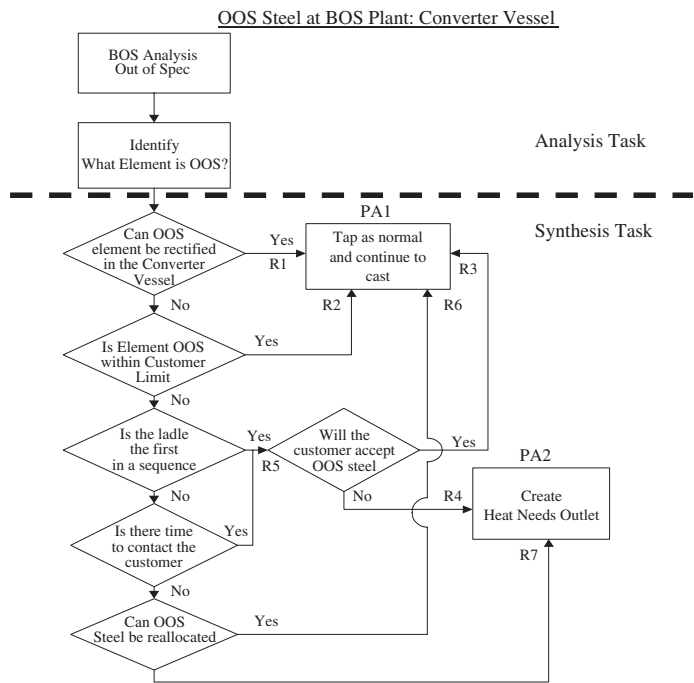 OOS Steel at BOS Plant: Converter Vessel
BOS Analysis
Out of Spec
Identify
What Element is OOS?
Analysis Task
Synthesis Task
PA1
Can OOS
element be rectified
in the Converter
Vessel
Yes
R1
Tap as normal
and continue to
cast
R3
R2
R6
No
Is Element OOS
within Customer
Limit
Yes
No
Is the ladle
the first
in a sequence
Yes
R5
Will the
customer accept
OOS steel
Yes
No
R4
PA2
Create
Heat Needs Outlet
R7
No
Is there time
to contact the
customer
Yes
No
Can OOS
Steel be reallocated
Yes